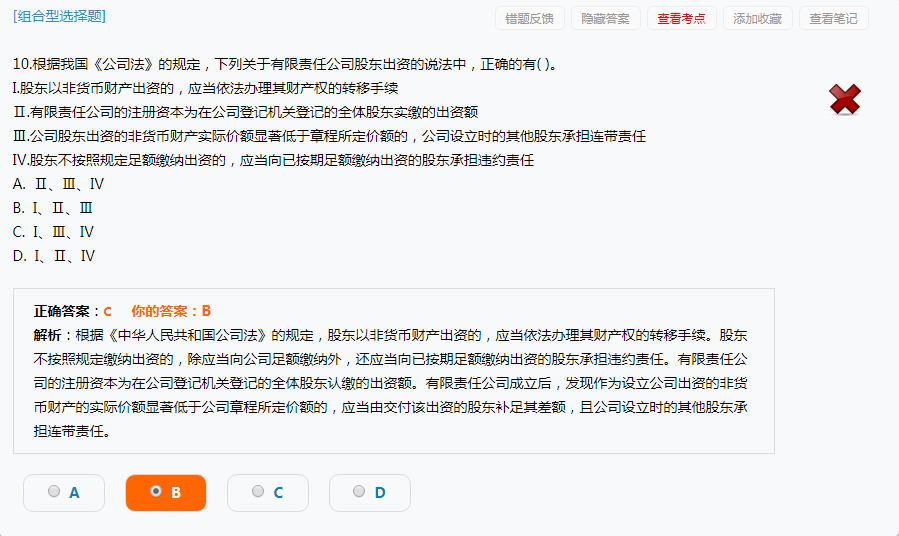 [组合型选择题]
错题反馈 隐藏答案 查看考点 添加收藏 查看笔记
10.根据我国《公司法》的规定，下列关于有限责任公司股东出资的说法中，正确的有( )。
Ⅰ.股东以非货币财产出资的，应当依法办理其财产权的转移手续
Ⅱ.有限责任公司的注册资本为在公司登记机关登记的全体股东实缴的出资额
Ⅲ.公司股东出资的非货币财产实际价额显著低于章程所定价额的，公司设立时的其他股东承担连带责任
Ⅳ.股东不按照规定足额缴纳出资的，应当向已按期足额缴纳出资的股东承担违约责任
A. Ⅱ、Ⅲ、Ⅳ
B. Ⅰ、Ⅱ、Ⅲ
C. Ⅰ、Ⅲ、Ⅳ
D. Ⅰ、Ⅱ、Ⅳ
正确答案：C 你的答案：B
解析：根据《中华人民共和国公司法》的规定，股东以非货币财产出资的，应当依法办理其财产权的转移手续。股东
不按照规定缴纳出资的，除应当向公司足额缴纳外，还应当向已按期足额缴纳出资的股东承担违约责任。有限责任公
司的注册资本为在公司登记机关登记的全体股东认缴的出资额。有限责任公司成立后，发现作为设立公司出资的非货
币财产的实际价额显著低于公司章程所定价额的，应当由交付该出资的股东补足其差额，且公司设立时的其他股东承
担连带责任。
A B C D